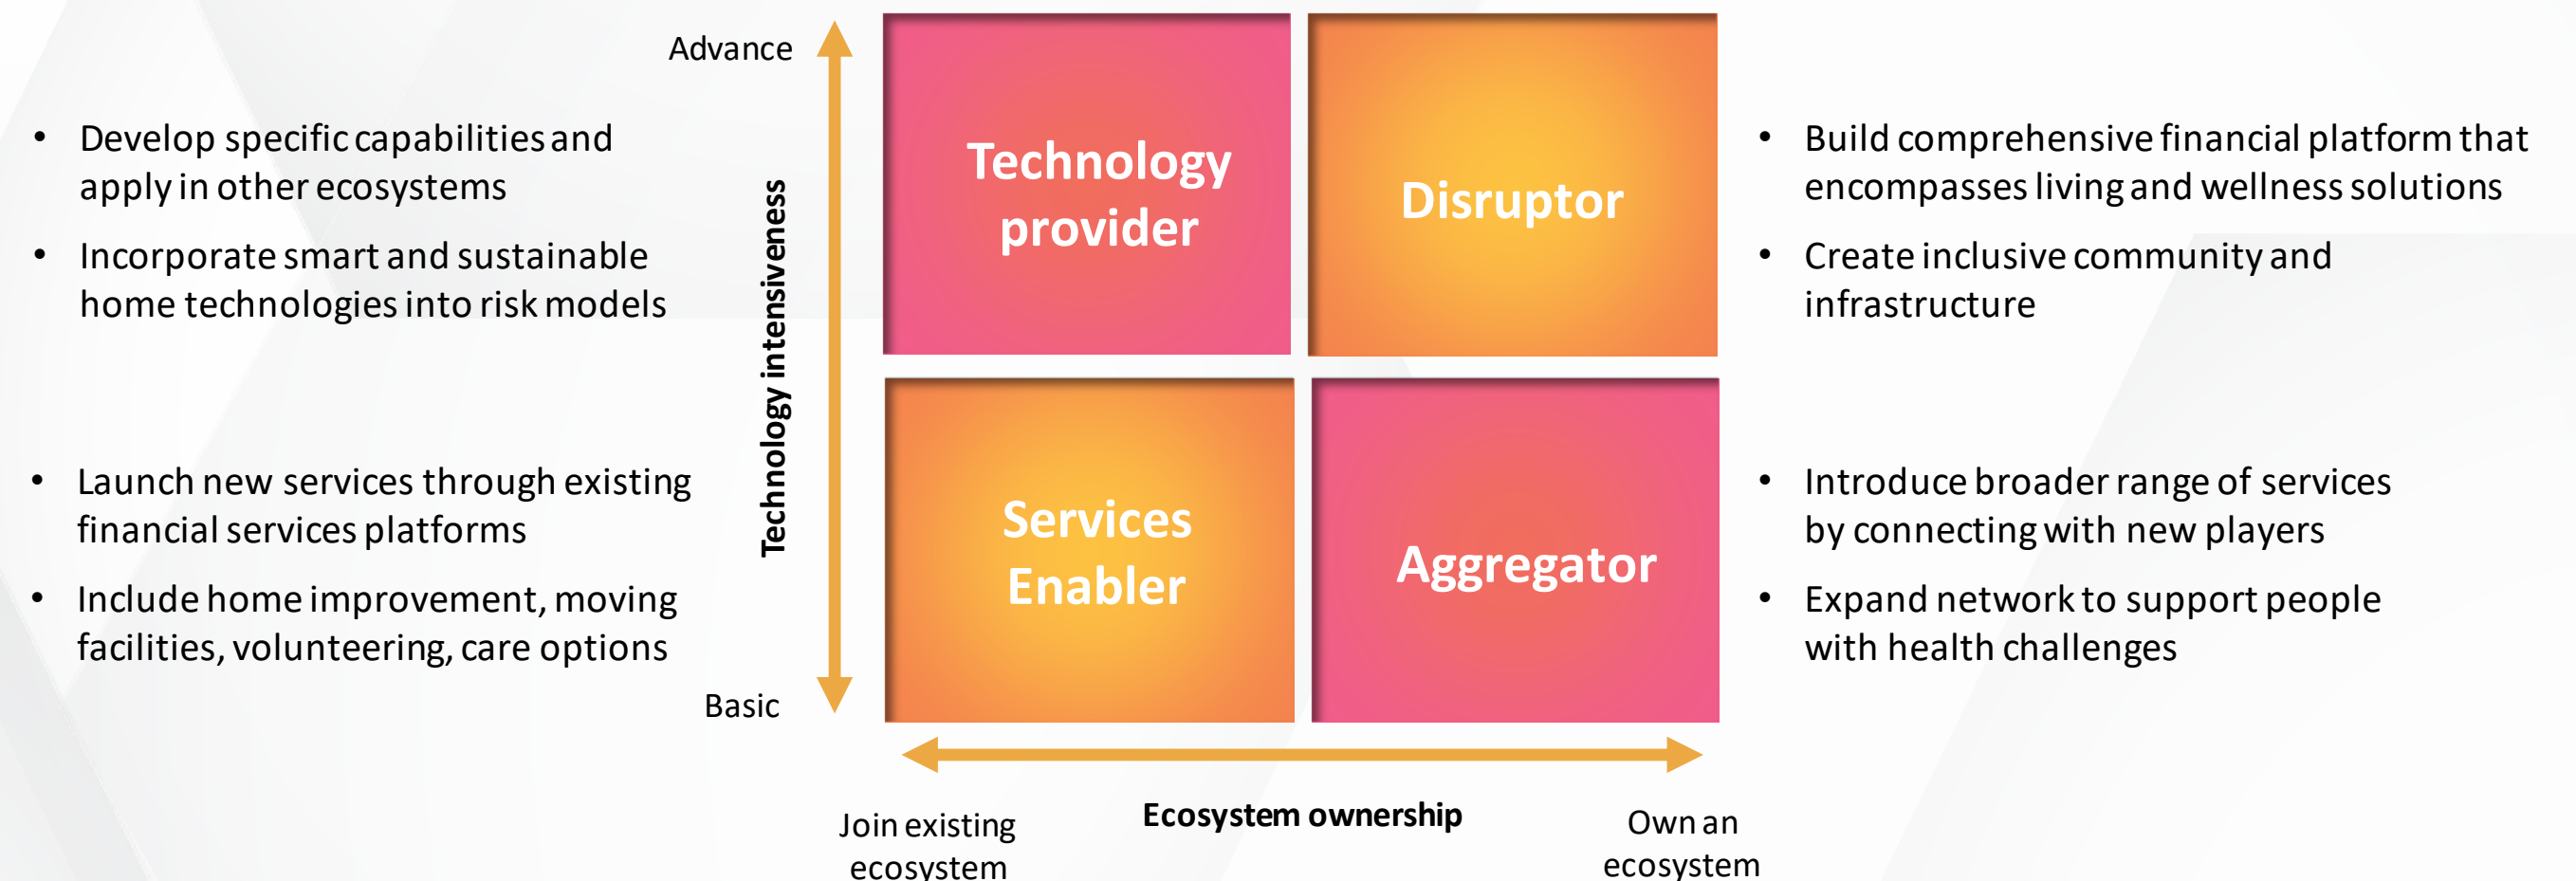 Advance
• Develop specific capabilities and
apply in other ecosystems
• Incorporate smart and sustainable
home technologies into risk models
• Launch new services through existing
financial services platforms
• Include home improvement, moving
facilities, volunteering, care options
Basic
Technology intensiveness
Technology
provider
Disruptor
Services
Enabler
Aggregator
• Build comprehensive financial platform that
encompasses living and wellness solutions
• Create inclusive community and
infrastructure
• Introduce broader range of services
by connecting with new players
• Expand network to support people
with health challenges
Join existing
ecosystem
Ecosystem ownership
Own an
ecosystem